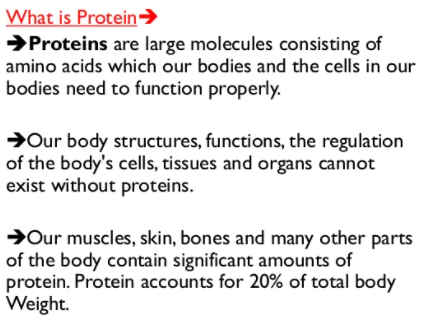 What is Protein➔
➔Proteins are large molecules consisting of
amino acids which our bodies and the cells in our
bodies need to function properly.
➔Our body structures, functions, the regulation
of the body's cells, tissues and organs cannot
exist without proteins.
➔Our muscles, skin, bones and many other parts
of the body contain significant amounts of
protein. Protein accounts for 20% of total body
Weight.